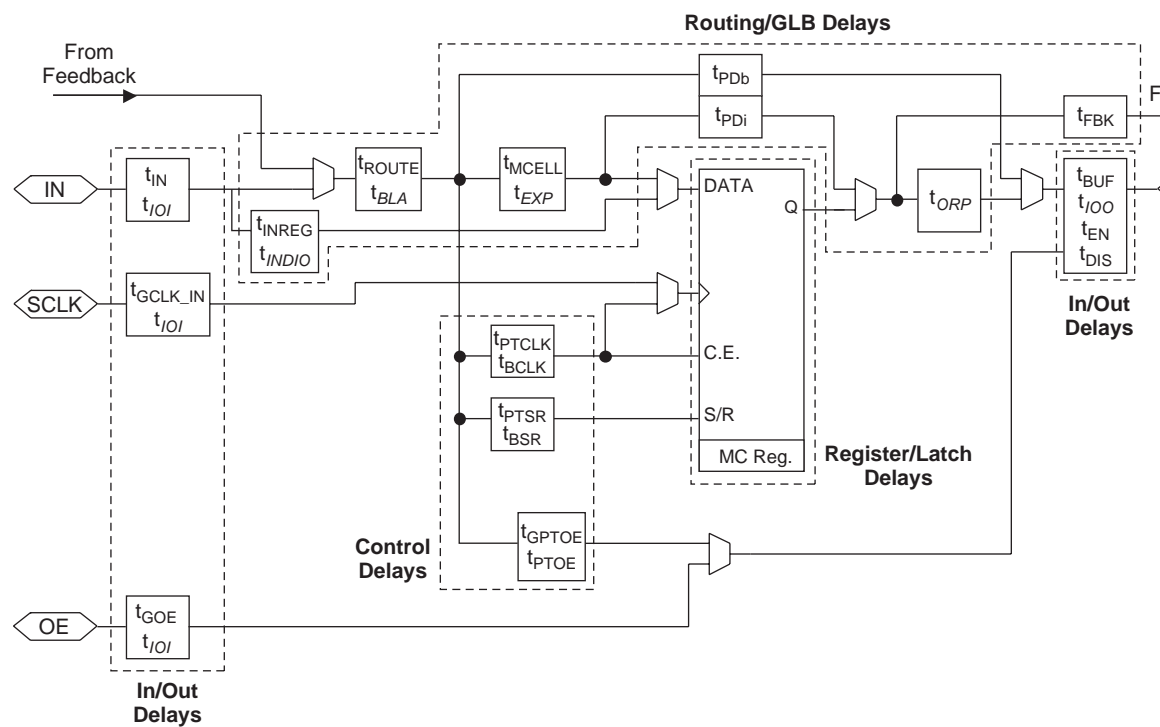 Routing/GLB Delays
From
Feedback
tPDb
tPDi
tFBK
F
IN
tIN
tIOI
tROUTE
tBLA
tMCELL
tEXP
tINREG
tINDIO
DATA
Q
tORP
tBUF
tIOO
tEN
tDIS
In/Out
Delays
SCLK
tGCLK_IN
tIOI
tPTCLK
tBCLK
C.E.
tPTSR
tBSR
S/R
MC Reg.
Register/Latch
Delays
Control
Delays
tGPTOE
tPTOE
OE
tGOE
tIOI
In/Out
Delays